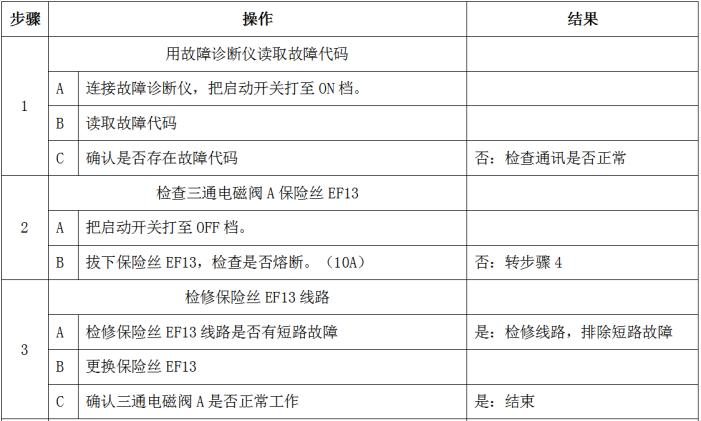 步骤 操作 结果
用故障诊断仪读取故障代码
1
A 连接故障诊断仪，把启动开关打至 ON 档。
B 读取故障代码
C 确认是否存在故障代码 否：检查通讯是否正常
检查三通电磁阀 A 保险丝 EF13
2
A 把启动开关打至 OFF 档。
B 拔下保险丝 EF13，检查是否熔断。（10A） 否：转步骤 4
检修保险丝 EF13 线路
3
A 检修保险丝 EF13 线路是否有短路故障 是：检修线路，排除短路故障
B 更换保险丝 EF13
C 确认三通电磁阀 A 是否正常工作 是：结束